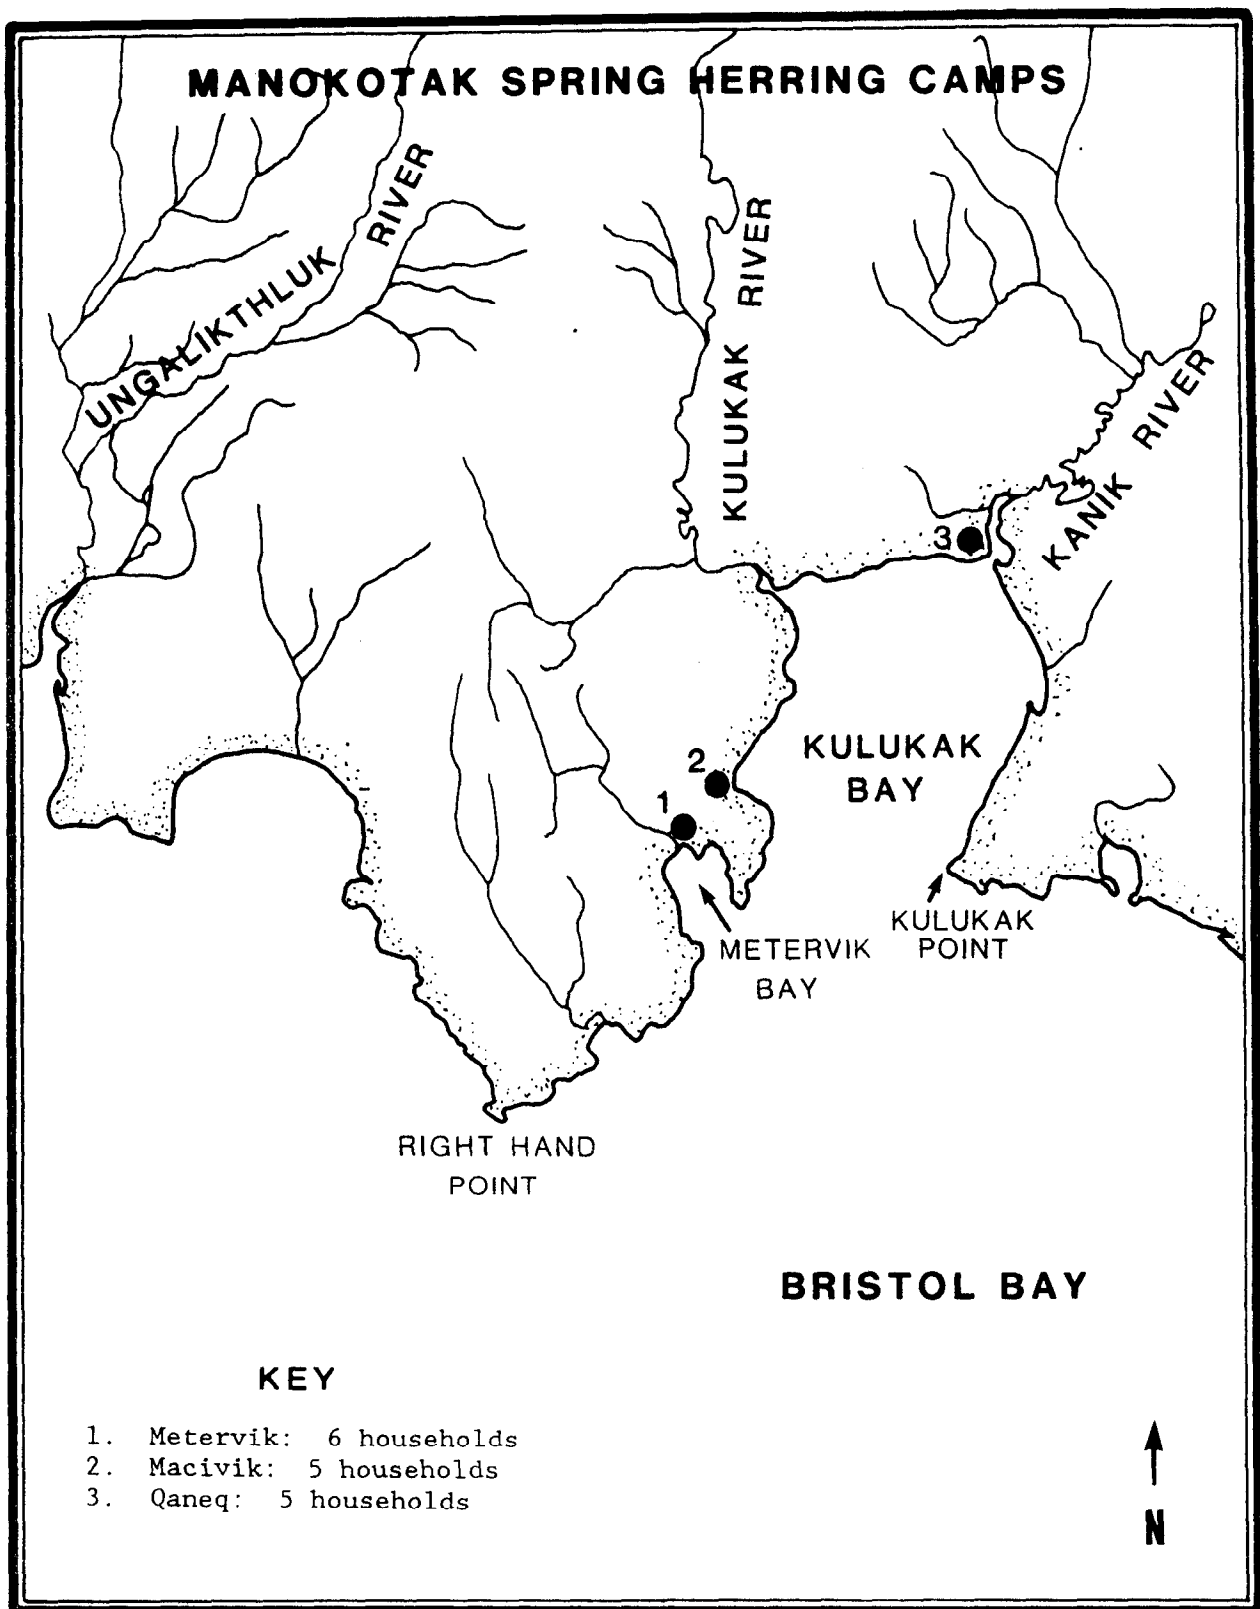 MANOKOTAK SPRING HERRING CAMPS
UNGALIKTHLUK RIVER
KULUKAK RIVER
KANIK RIVER
3
2
1
KULUKAK
BAY
KULUKAK
POINT
METERVIK
BAY
RIGHT HAND
POINT
BRISTOL BAY
KEY
1. Metervik: 6 households
2. Macivik: 5 households
3. Qaneq: 5 households
N